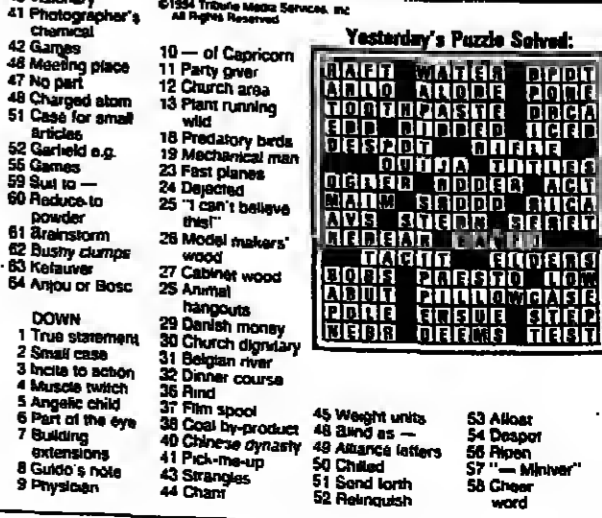 41 Photographer's
chemical
42 Games
46 Meeting place
47 No part
48 Charged atom
51 Case for small
articles
52 Garfield e.g.
55 Games
59 Suit to —
60 Reduce to
powder
61 Brainstorm
62 Bushy clumps
63 Kefauver
64 Anjou or Bosc
DOWN
1 True statement
2 Small case
3 Incite to action
4 Muscle twitch
5 Angelic child
6 Part of the eye
7 Building
extensions
8 Guido's note
9 Physician
©1994 Tribune Media Services, Inc
All Rights Reserved
10 — of Capricorn
11 Party giver
12 Church area
13 Plant running
wild
18 Predatory birds
19 Mechanical man
23 Fast planes
24 Dejected
25 "I can't believe
this!"
26 Model makers'
wood
27 Cabinet wood
28 Animal
hangouts
29 Danish money
30 Church dignitary
31 Belgian river
32 Dinner course
36 Rind
37 Film spool
38 Coal by-product
40 Chinese dynasty
41 Pick-me-up
43 Strangles
44 Chant
Yesterday's Puzzle Solved:
RAFT WATER
ARLO PONE
TOOTHPASTE ORCA
EBB RIBBED ICED
DESPOT RIFLE
OUIJA TITLES
OGLER ODDER ACT
MAIM RICA
AVS STERN SERET
TACIT ELDERS
BOBS PRESTO LOW
ABUT PILLOWCASE
POLE ENSUE STEP
NEBR DEEMS TEST
45 Weight units
48 Blind as —
49 Alliance letters
50 Chilled
51 Send forth
52 Relinquish
53 Afloat
54 Despot
56 Ripen
57 "— Miniver"
58 Cheer
word